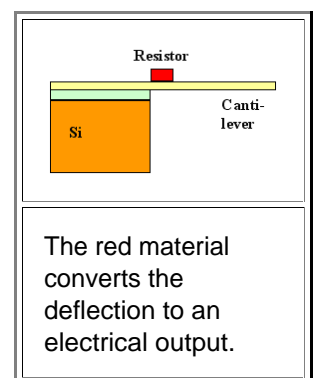 Resistor
Canti-
lever
Si
The red material
converts the
deflection to an
electrical output.